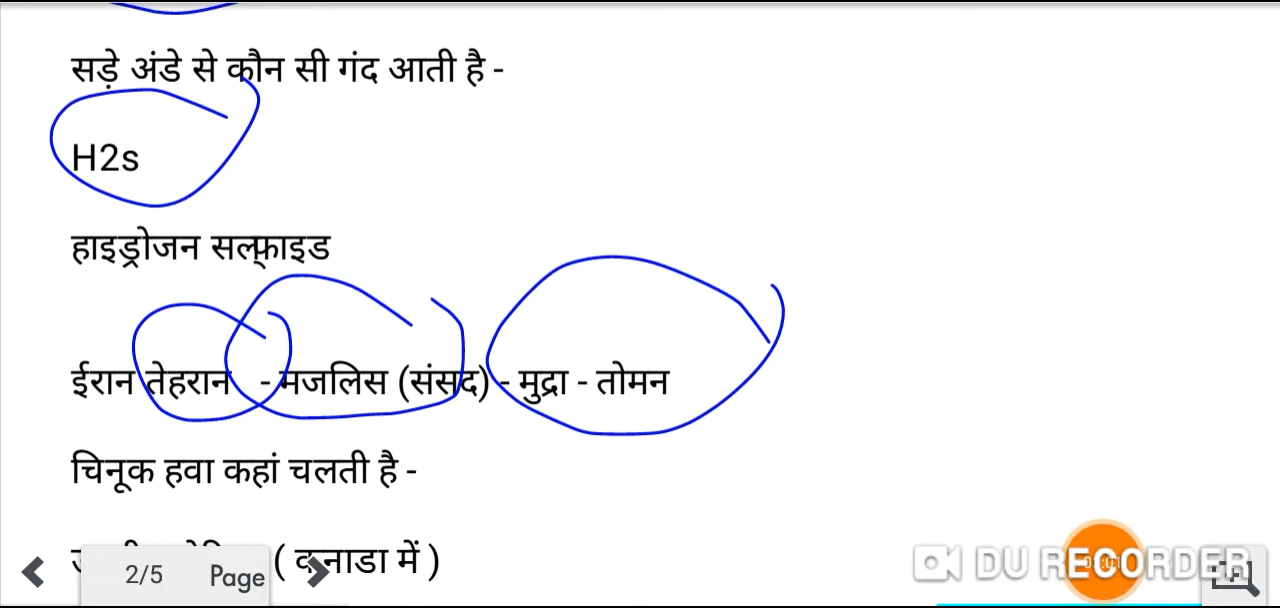 सड़े अंडे से कौन सी गंद आती है -
H2s
हाइड्रोजन सल्फाइड
ईरान तेहरान - मजलिस (संसद) - मुद्रा - तोमन
चिनूक हवा कहां चलती है -
( कनाडा में )
2/5 Page
DU RECORDER